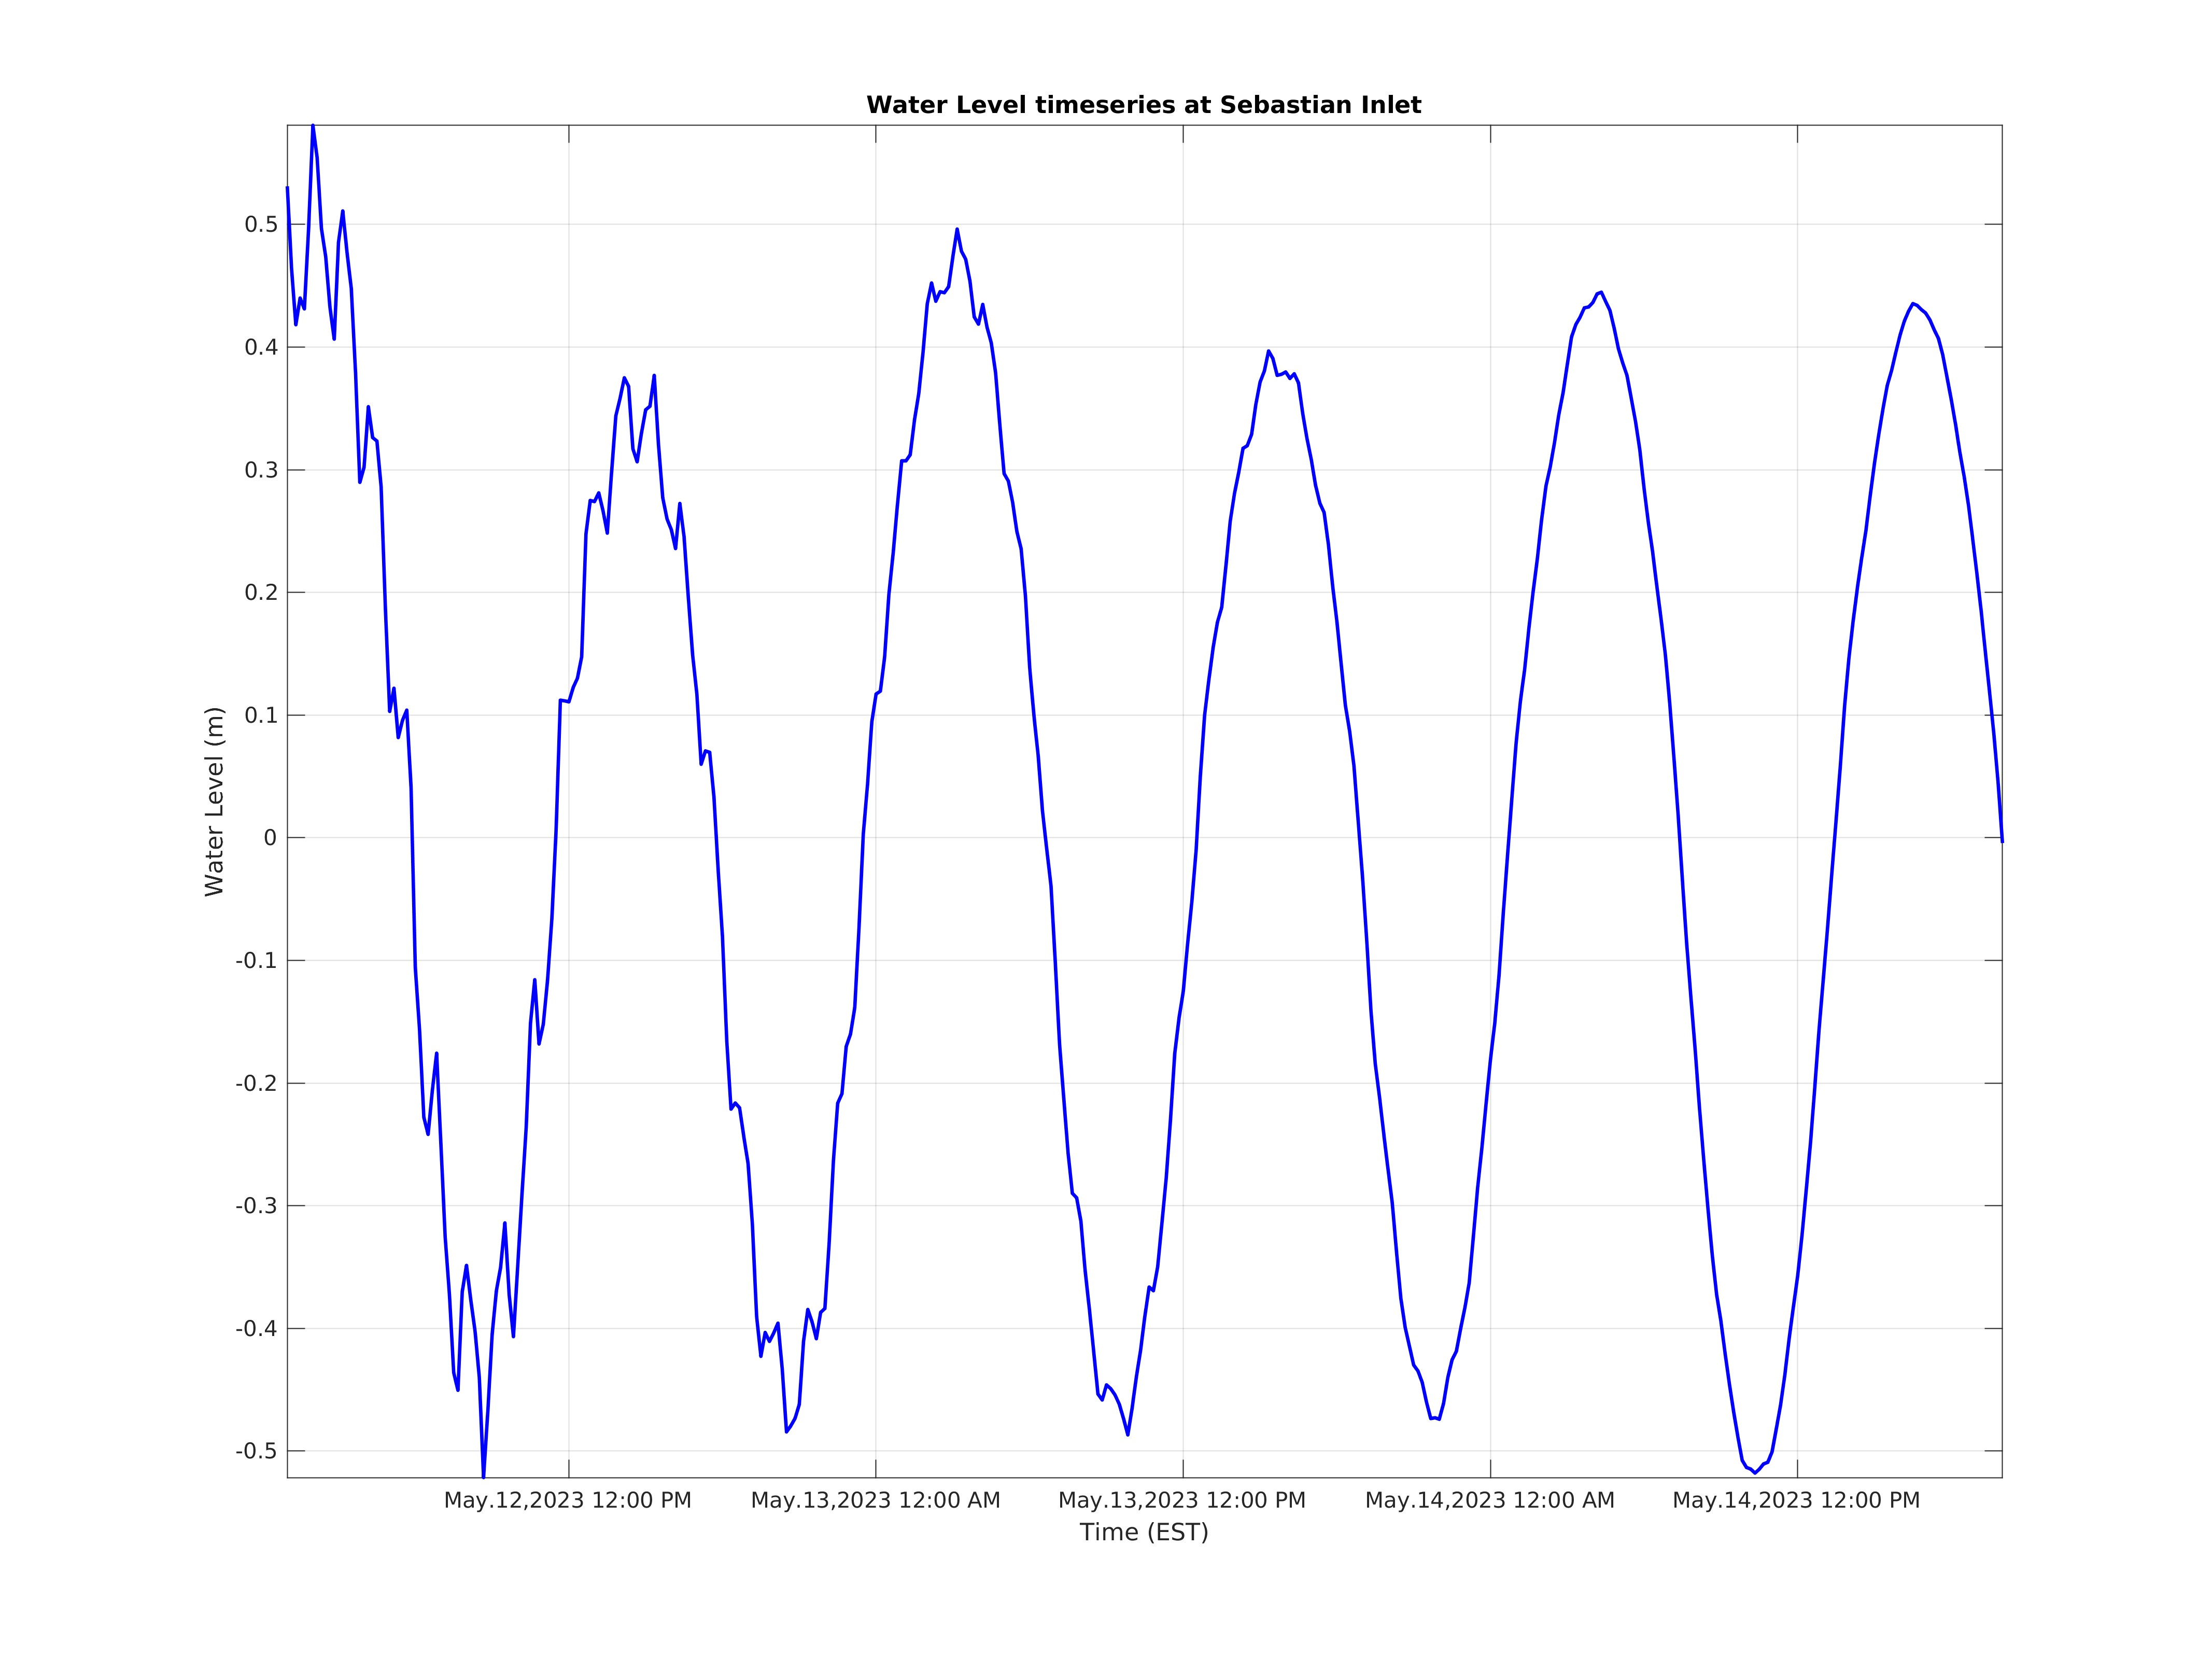 Water Level timeseries at Sebastian Inlet
0.5
0.4
0.3
0.2
0.1
0
-0.1
-0.2
-0.3
-0.4
-0.5
Water Level (m)
May.12,2023 12:00 PM
May.13,2023 12:00 AM
May.13,2023 12:00 PM
May.14,2023 12:00 AM
May.14,2023 12:00 PM
Time (EST)